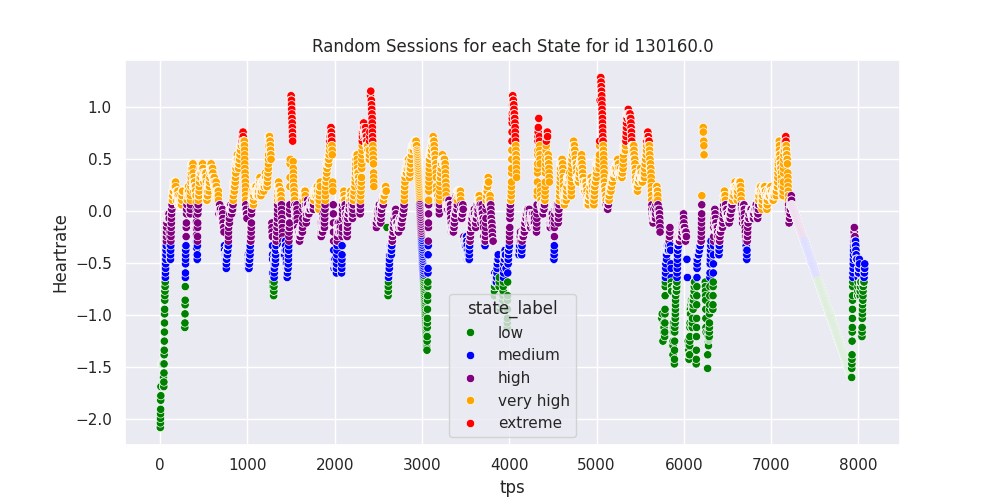 Random Sessions for each State for id 130160.0
Heartrate
1.0
0.5
0.0
−0.5
−1.0
−1.5
−2.0
state_label
low
medium
high
very high
extreme
0 1000 2000 3000 4000 5000 6000 7000 8000
tps